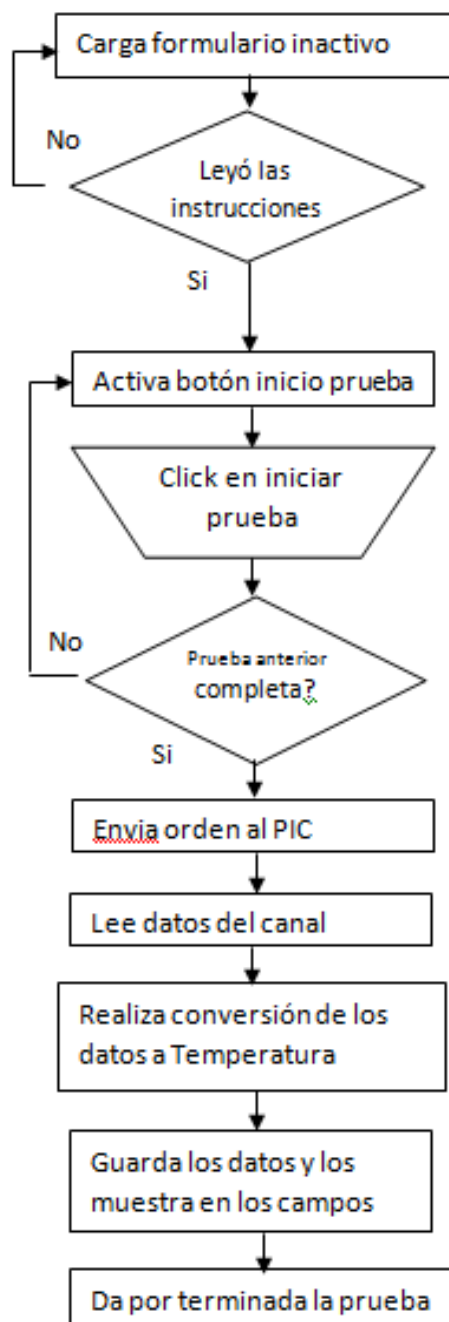 Carga formulario inactivo
No
Leyó las
instrucciones
Si
Activa botón inicio prueba
Click en iniciar
prueba
No
Prueba anterior
completa?
Si
Envia orden al PIC
Lee datos del canal
Realiza conversión de los
datos a Temperatura
Guarda los datos y los
muestra en los campos
Da por terminada la prueba